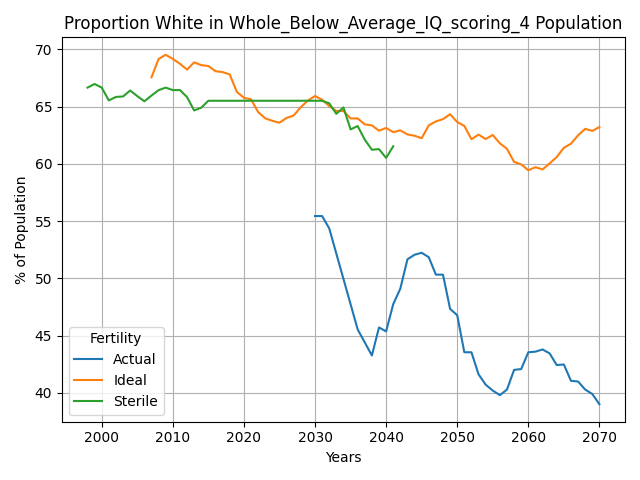 Proportion White in Whole_Below_Average_IQ_scoring_4 Population
% of Population
70
65
60
55
50
45
40
Fertility
Actual
Ideal
Sterile
2000 2010 2020 2030 2040 2050 2060 2070
Years